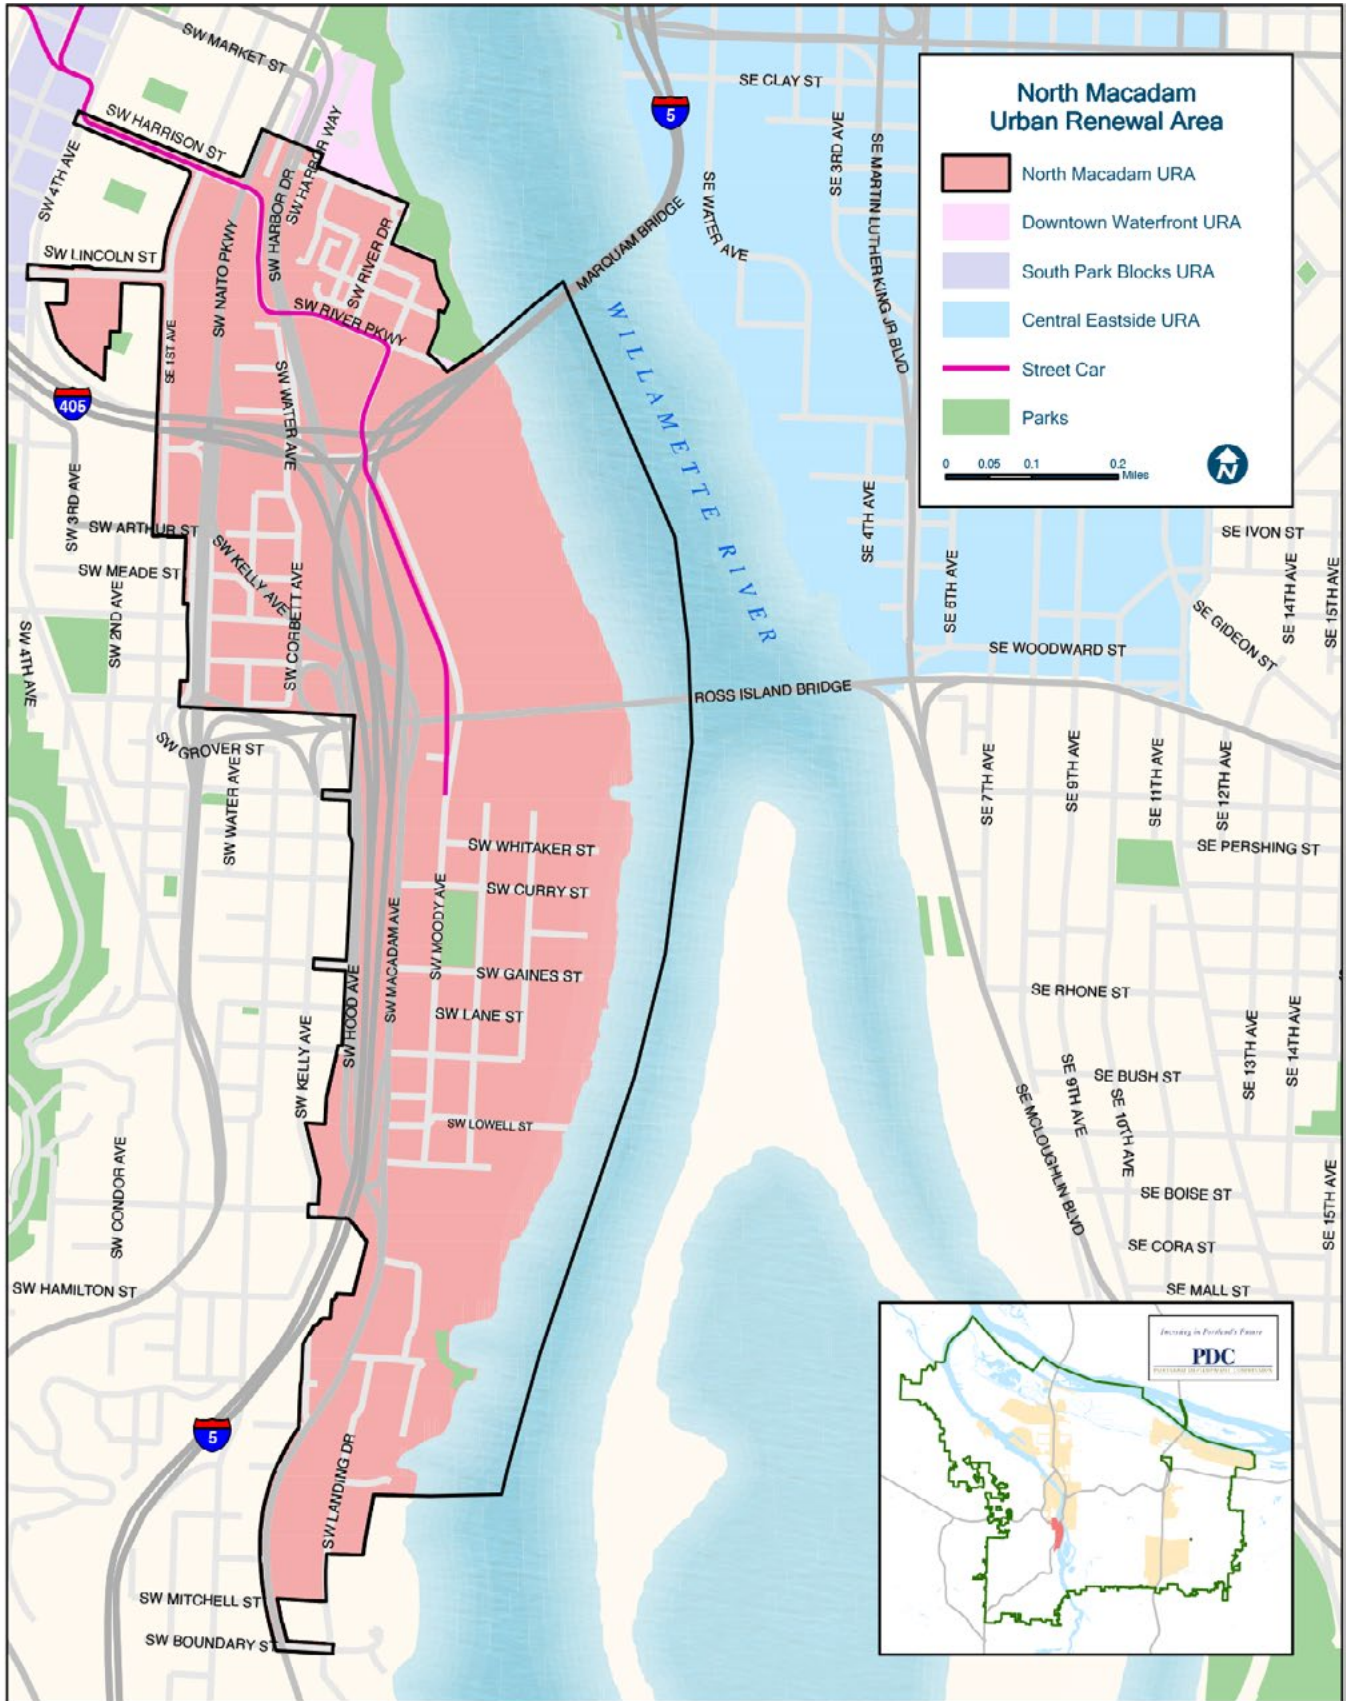 SW MARKET ST
SE CLAY ST
5
SW HARRISON ST
SW HARBOR WAY
SE 3RD AVE
SE MARTIN LUTHER KING JR BLVD
North Macadam
Urban Renewal Area
North Macadam URA
Downtown Waterfront URA
South Park Blocks URA
Central Eastside URA
Street Car
Parks
0 0.05 0.1 0.2
Miles
N
SW 4TH AVE
SW HARBOR DR
SE WATER AVE
SW LINCOLN ST
SW NAITO PKWY
SW RIVER DR
MARQUAM BRIDGE
SW RIVER PKWY
SE 1ST AVE
WILLAMETTE RIVER
405
SW WATER AVE
SW 3RD AVE
SE 4TH AVE
SW ARTHUR ST
SE IVON ST
SW MEADE ST
SW KELLY AVE
SW 2ND AVE
SW CORBETT AVE
SE 6TH AVE
SE 14TH AVE
SE 15TH AVE
SE GIDEON ST
SW 4TH AVE
SE WOODWARD ST
ROSS ISLAND BRIDGE
SW GROVER ST
SW WATER AVE
SE 7TH AVE
SE 9TH AVE
SE 11TH AVE
SE 12TH AVE
SW WHITAKER ST
SE PERSHING ST
SW CURRY ST
SW MOODY AVE
SW MACADAM AVE
SW GAINES ST
SE RHONE ST
SW LANE ST
SW HOOD AVE
SW KELLY AVE
SE 13TH AVE
SE 14TH AVE
SE BUSH ST
SE 9TH AVE
SE 10TH AVE
SW LOWELL ST
SE MCLOUGHLIN BLVD
SW CONDOR AVE
SE BOISE ST
SE 15TH AVE
SE CORA ST
SW HAMILTON ST
SE MALL ST
Investing in Portland's Future
PDC
PORTLAND DEVELOPMENT COMMISSION
5
SW LANDING DR
SW MITCHELL ST
SW BOUNDARY ST